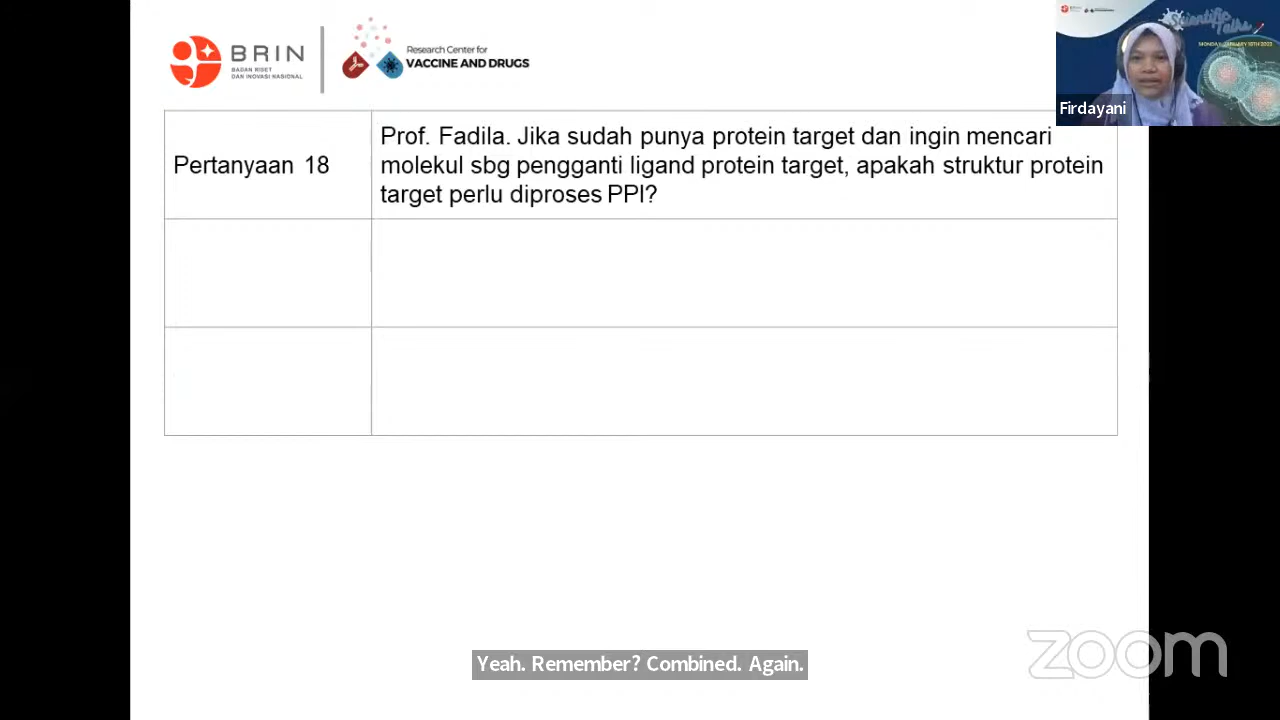 BRIN
BADAN RISET
DAN INOVASI NASIONAL
Research Center for
VACCINE AND DRUGS
Scientific
Talks
Firdayani
Pertanyaan 18
Prof. Fadila. Jika sudah punya protein target dan ingin mencari
molekul sbg pengganti ligand protein target, apakah struktur protein
target perlu diproses PPI?
Yeah. Remember? Combined. Again.
zoom